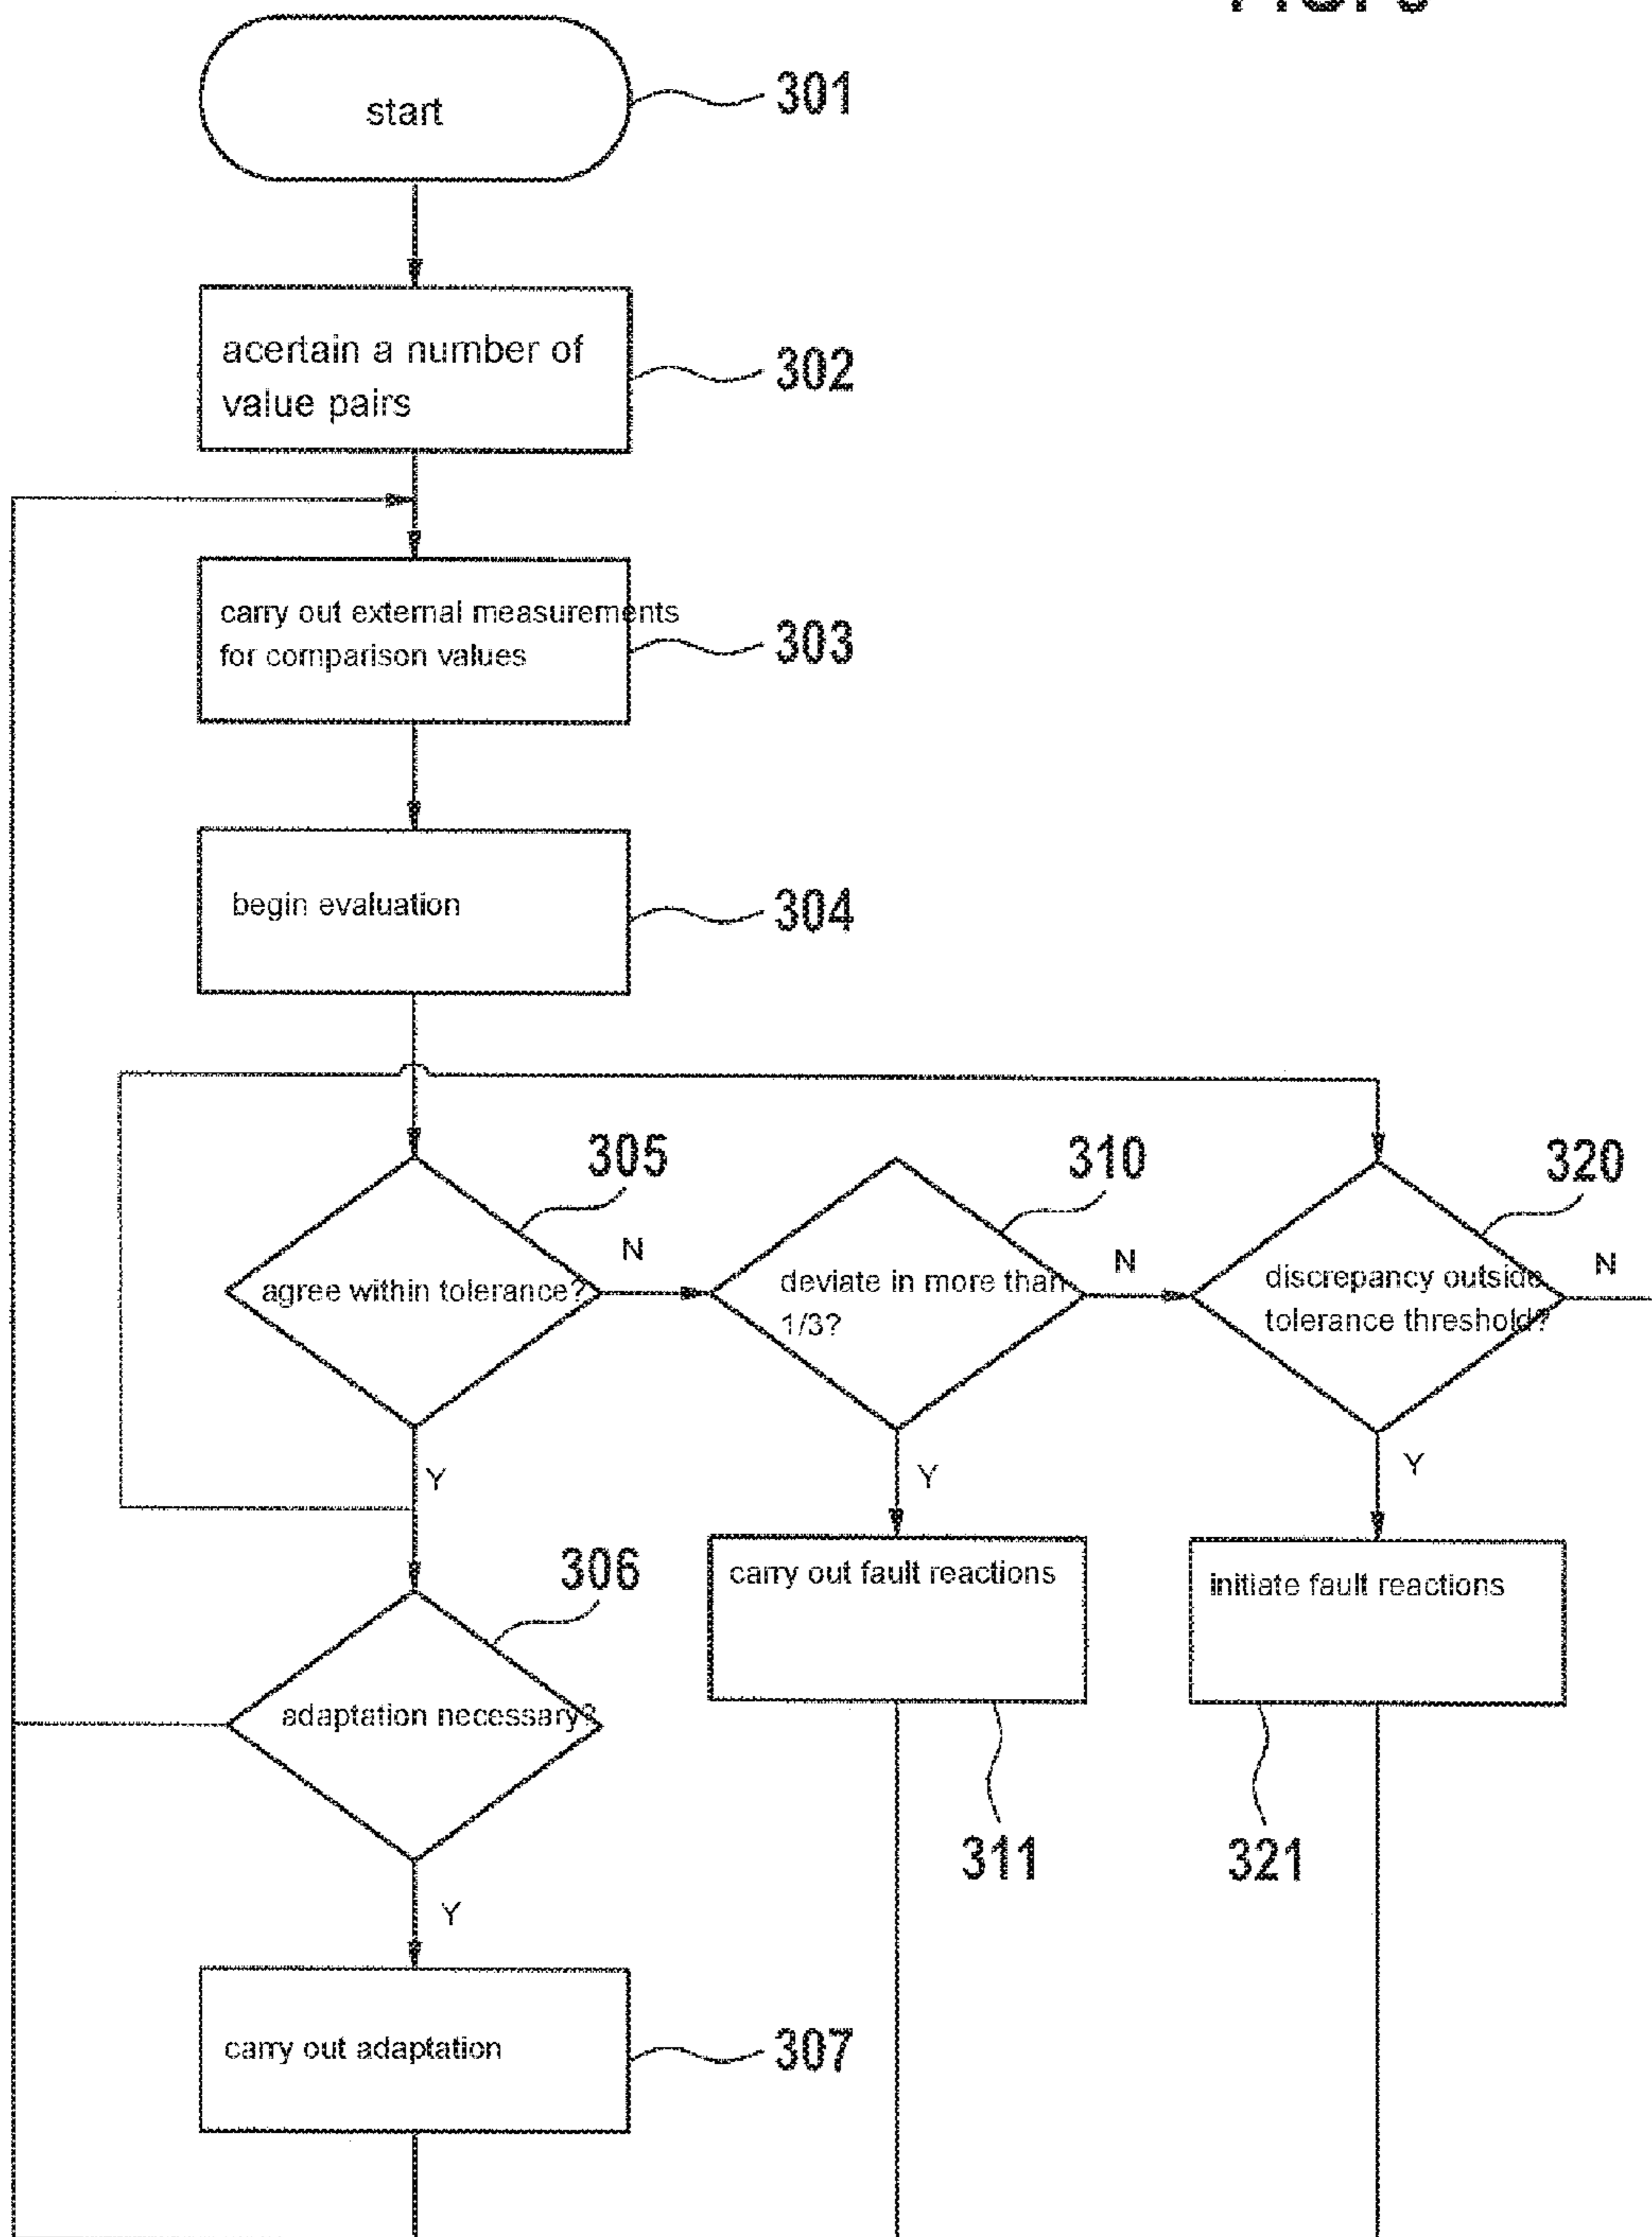 start
301
acertain a number of
value pairs
302
carry out external measurements
for comparison values
303
begin evaluation
304
305
310
320
agree within tolerance?
N
deviate in more than
1/3?
N
discrepancy outside
tolerance threshold?
N
Y
Y
Y
306
carry out fault reactions
initiate fault reactions
adaptation necessary?
311
321
Y
carry out adaptation
307